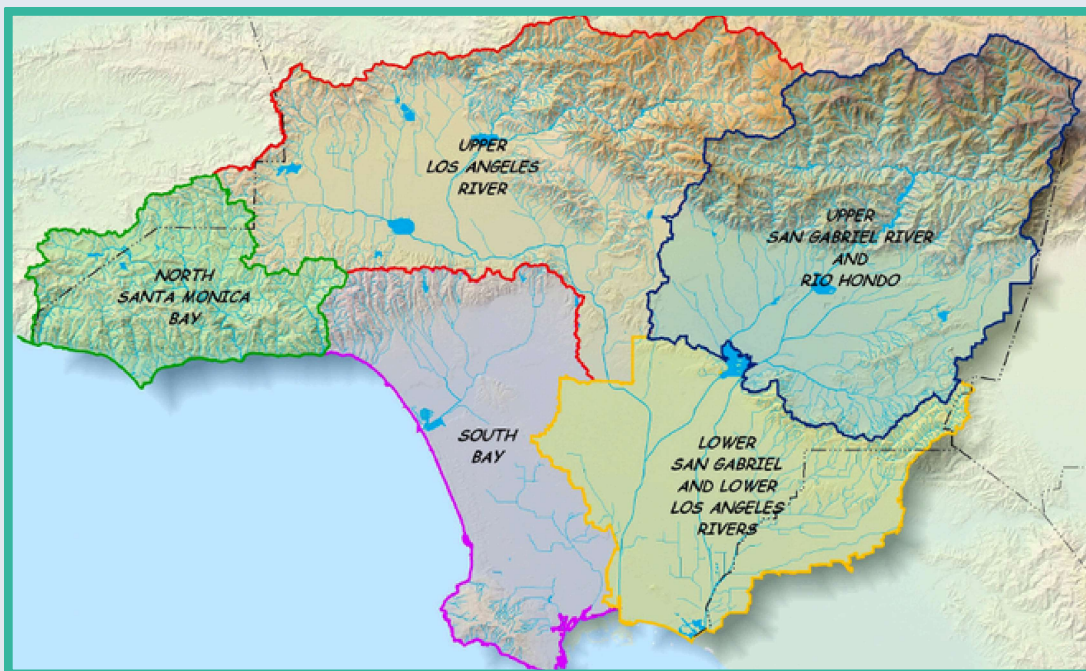 UPPER
LOS ANGELES
RIVER
UPPER
SAN GABRIEL RIVER
AND
RIO HONDO
NORTH
SANTA MONICA
BAY
SOUTH
BAY
LOWER
SAN GABRIEL
AND LOWER
LOS ANGELES
RIVERS